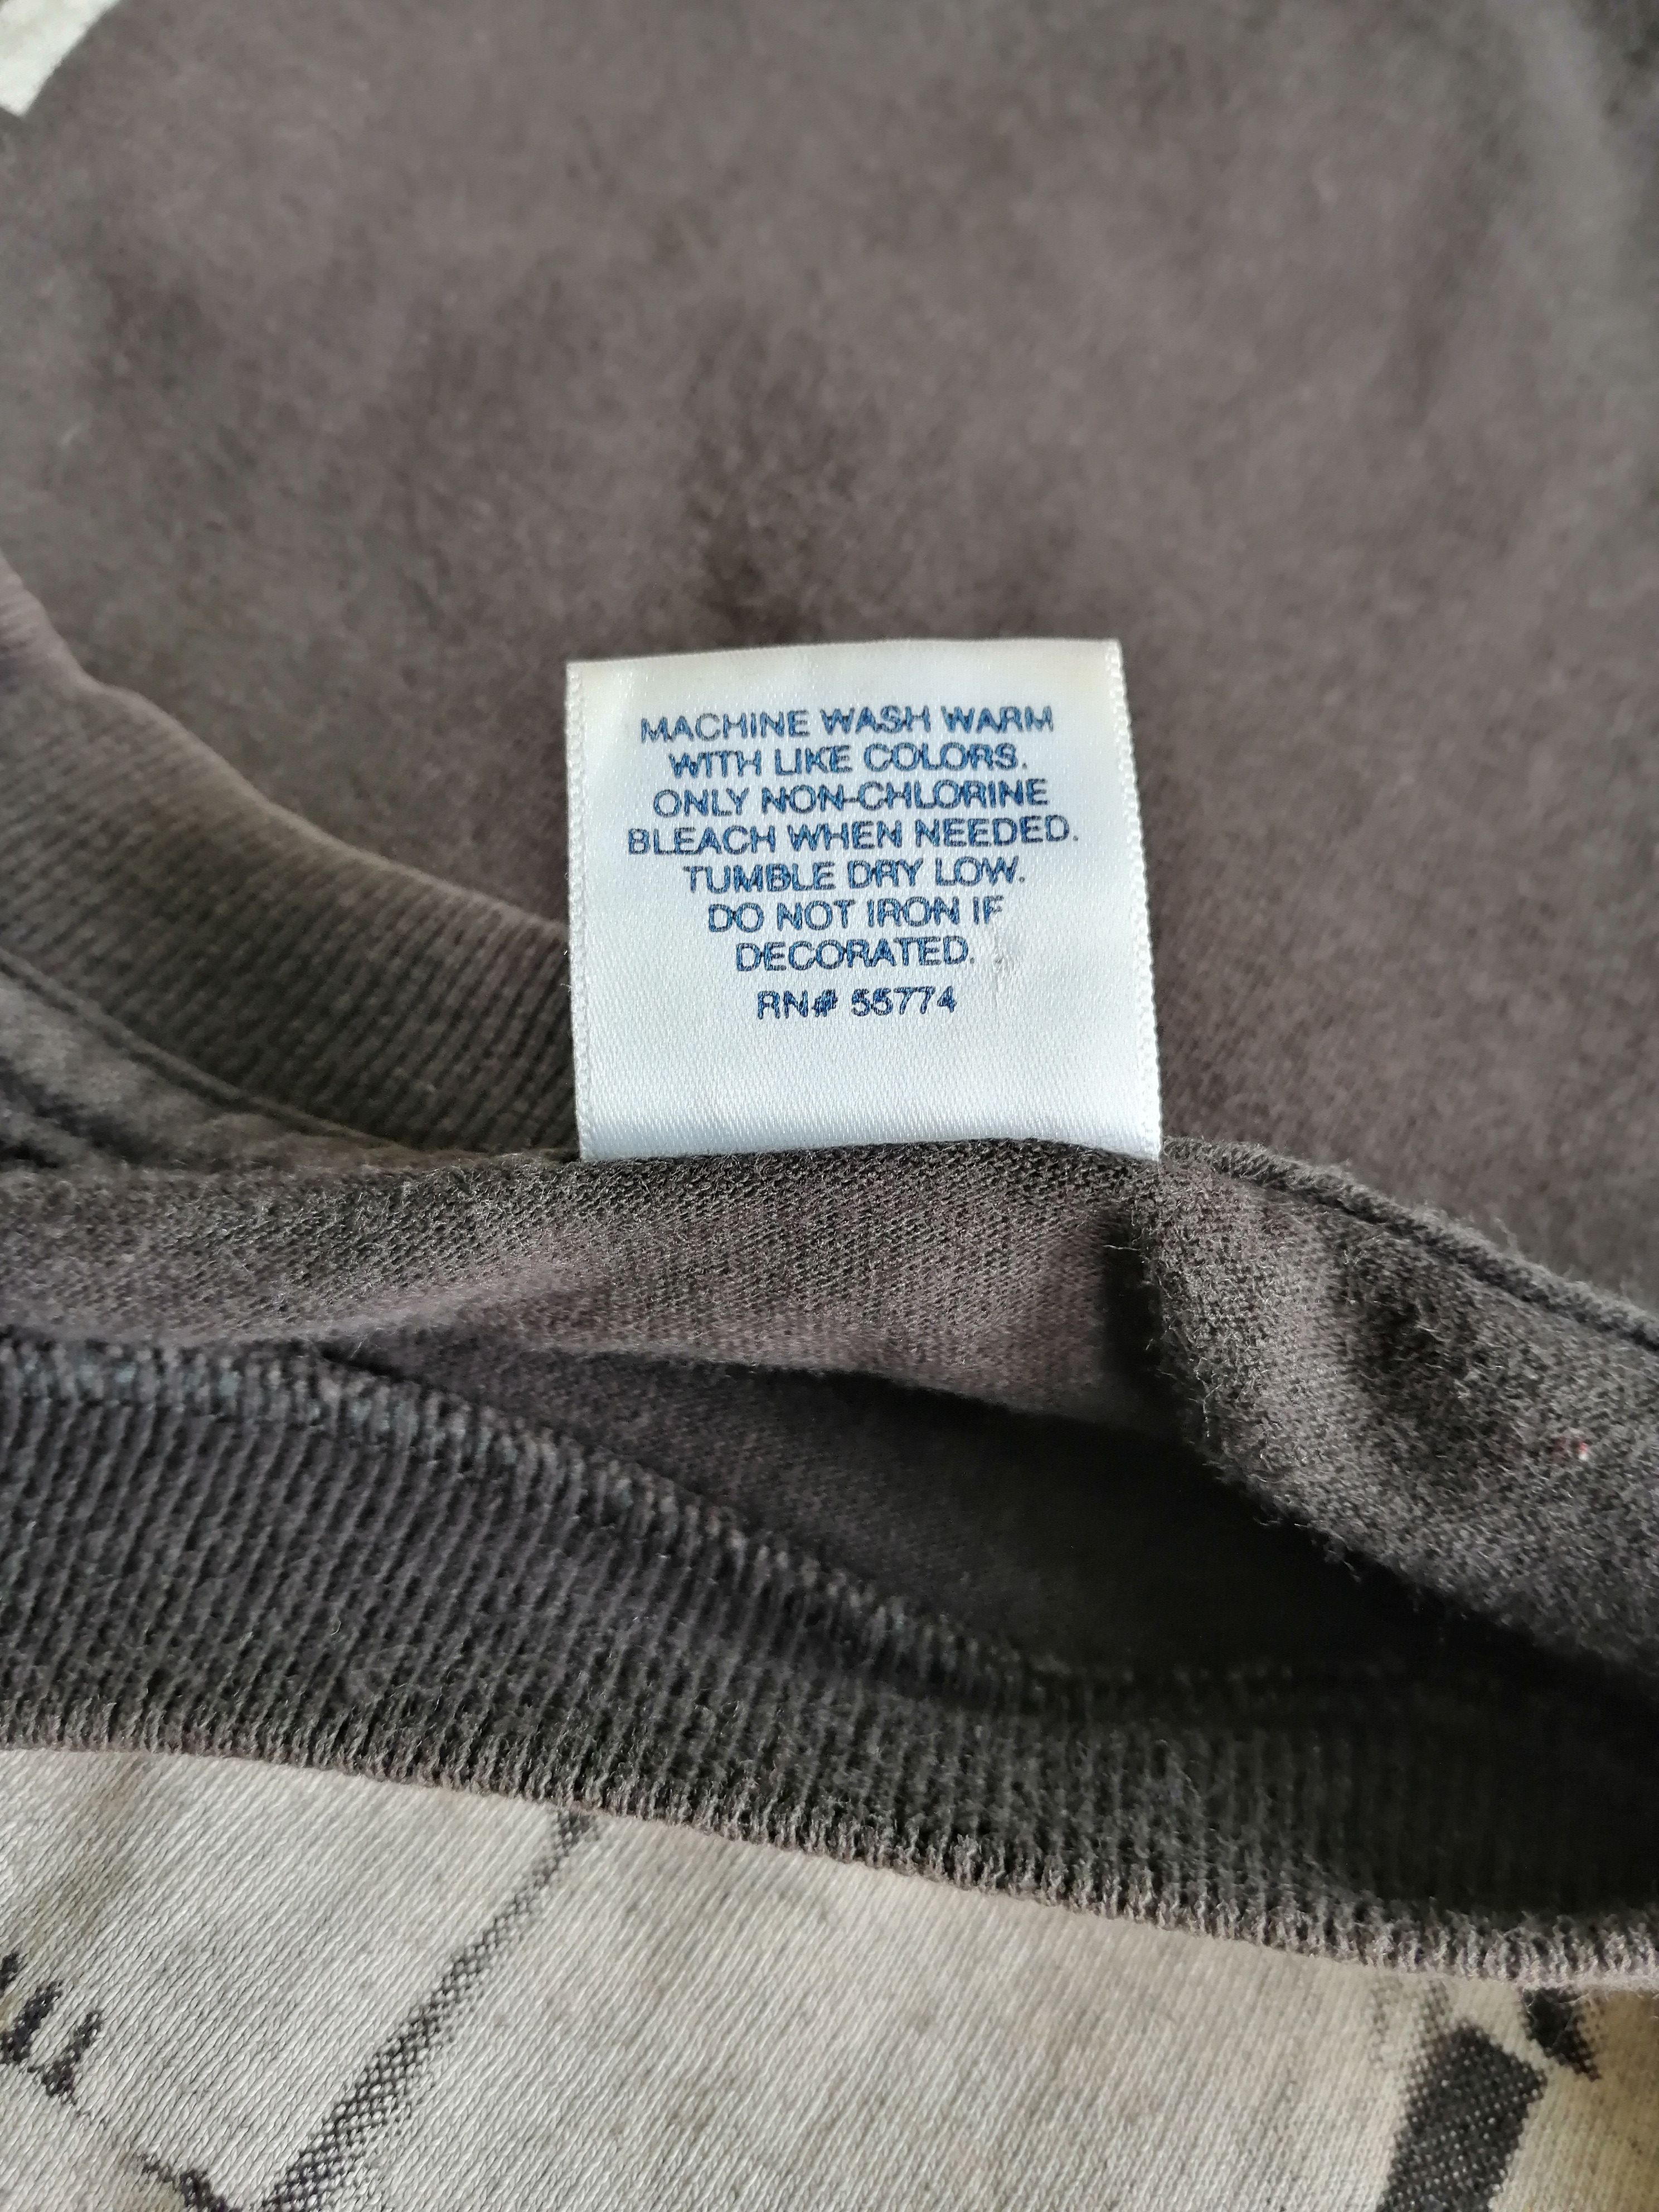 MACHINE WASH WARM
WITH LIKE COLORS.
ONLY NON-CHLORINE
BLEACH WHEN NEEDED.
TUMBLE DRY LOW.
DO NOT IRON IF
DECORATED.
RN# 55774